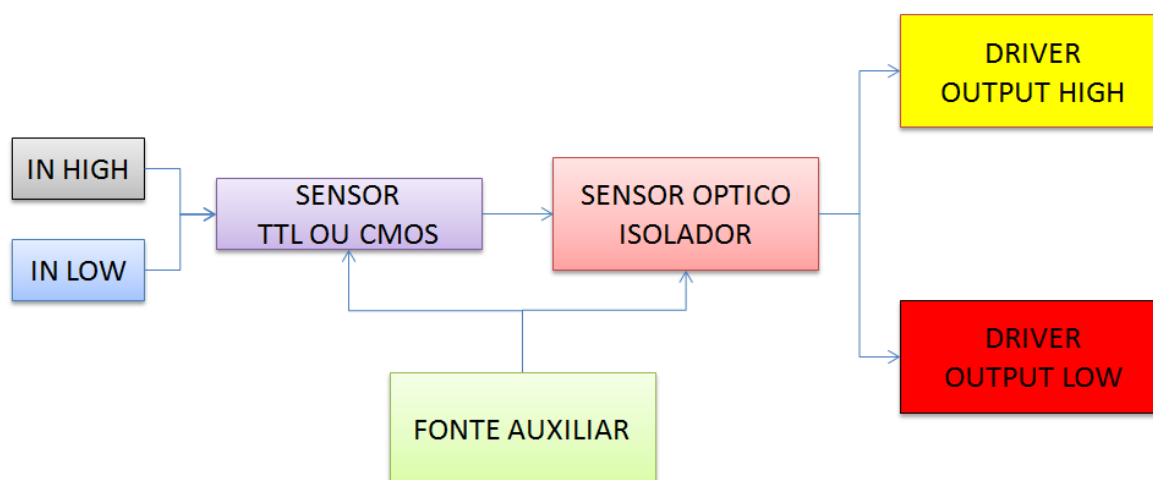 IN HIGH
IN LOW
SENSOR
TTL OU CMOS
SENSOR OPTICO
ISOLADOR
DRIVER
OUTPUT HIGH
DRIVER
OUTPUT LOW
FONTE AUXILIAR